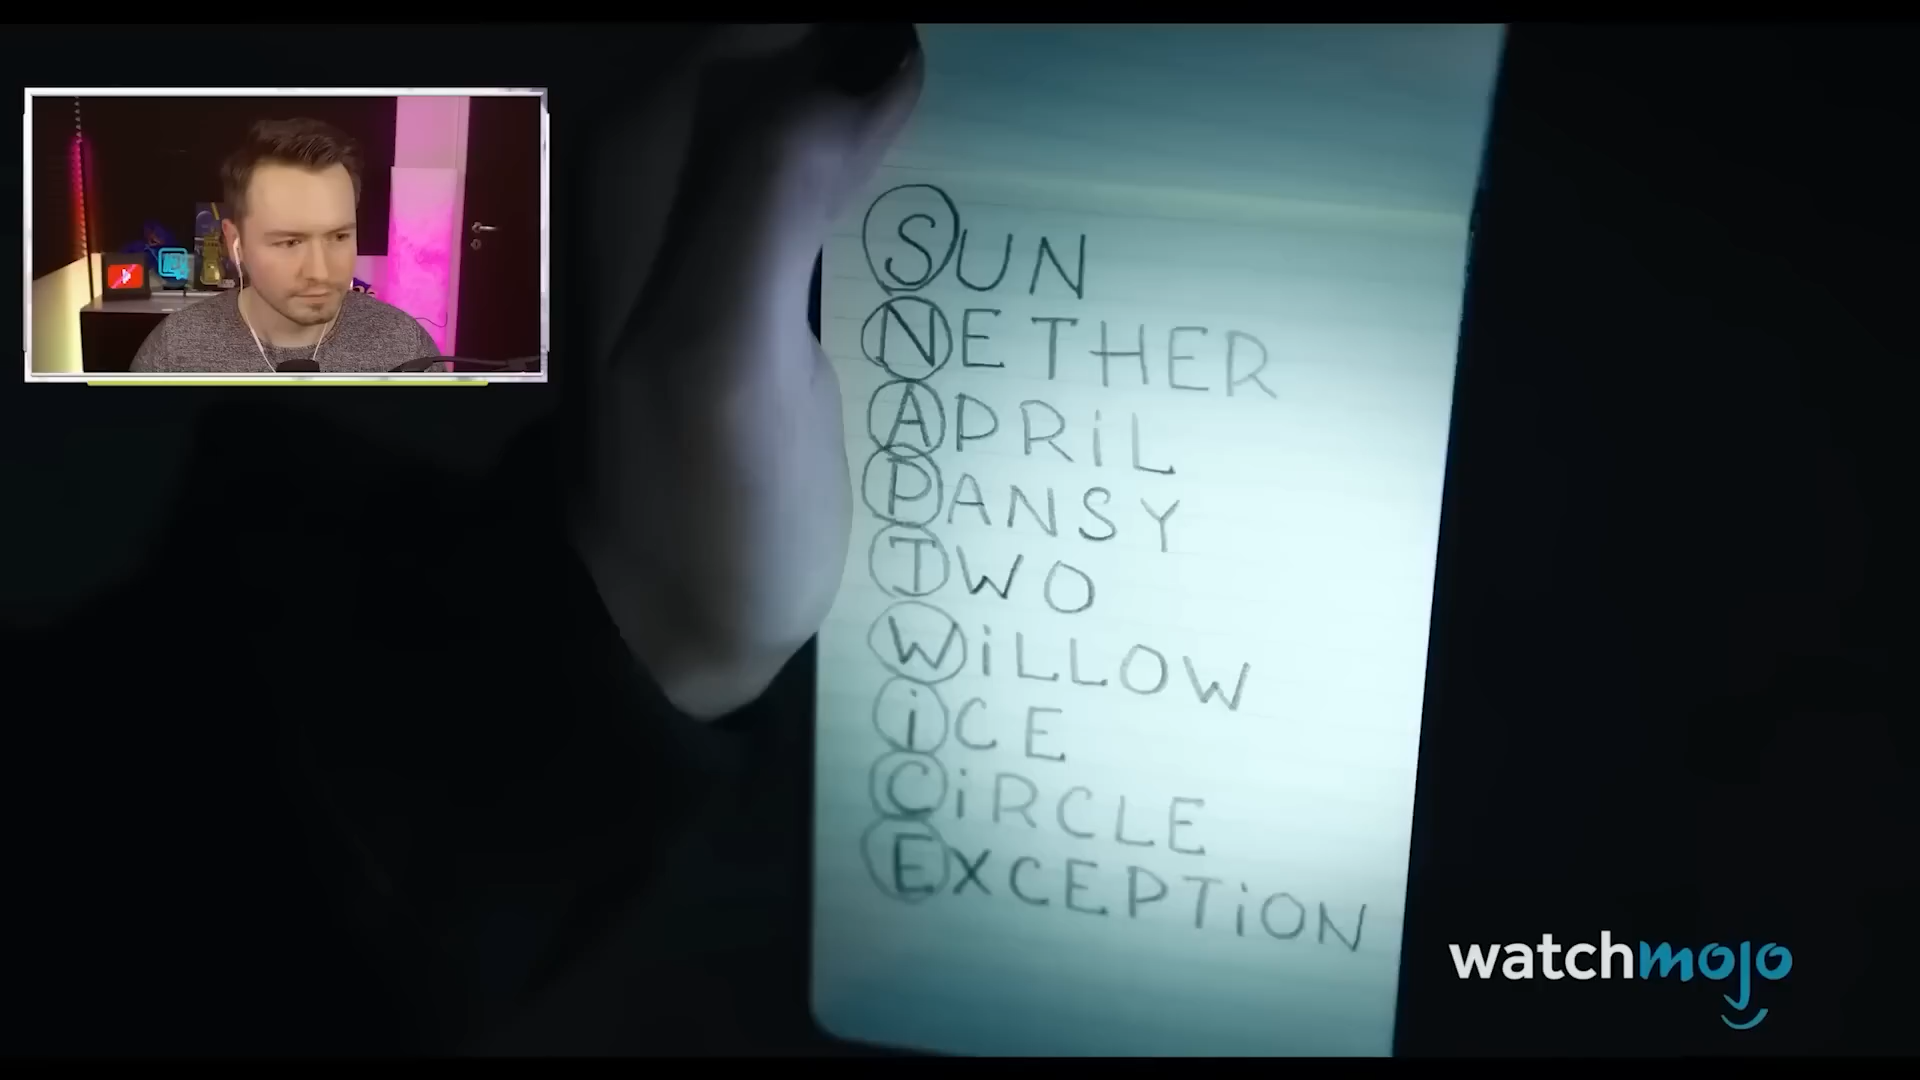 SUN
NETHER
APRiL
PANSY
TWO
WiLLOW
iCE
CiRCLE
EXCEPTiON
watchmojo